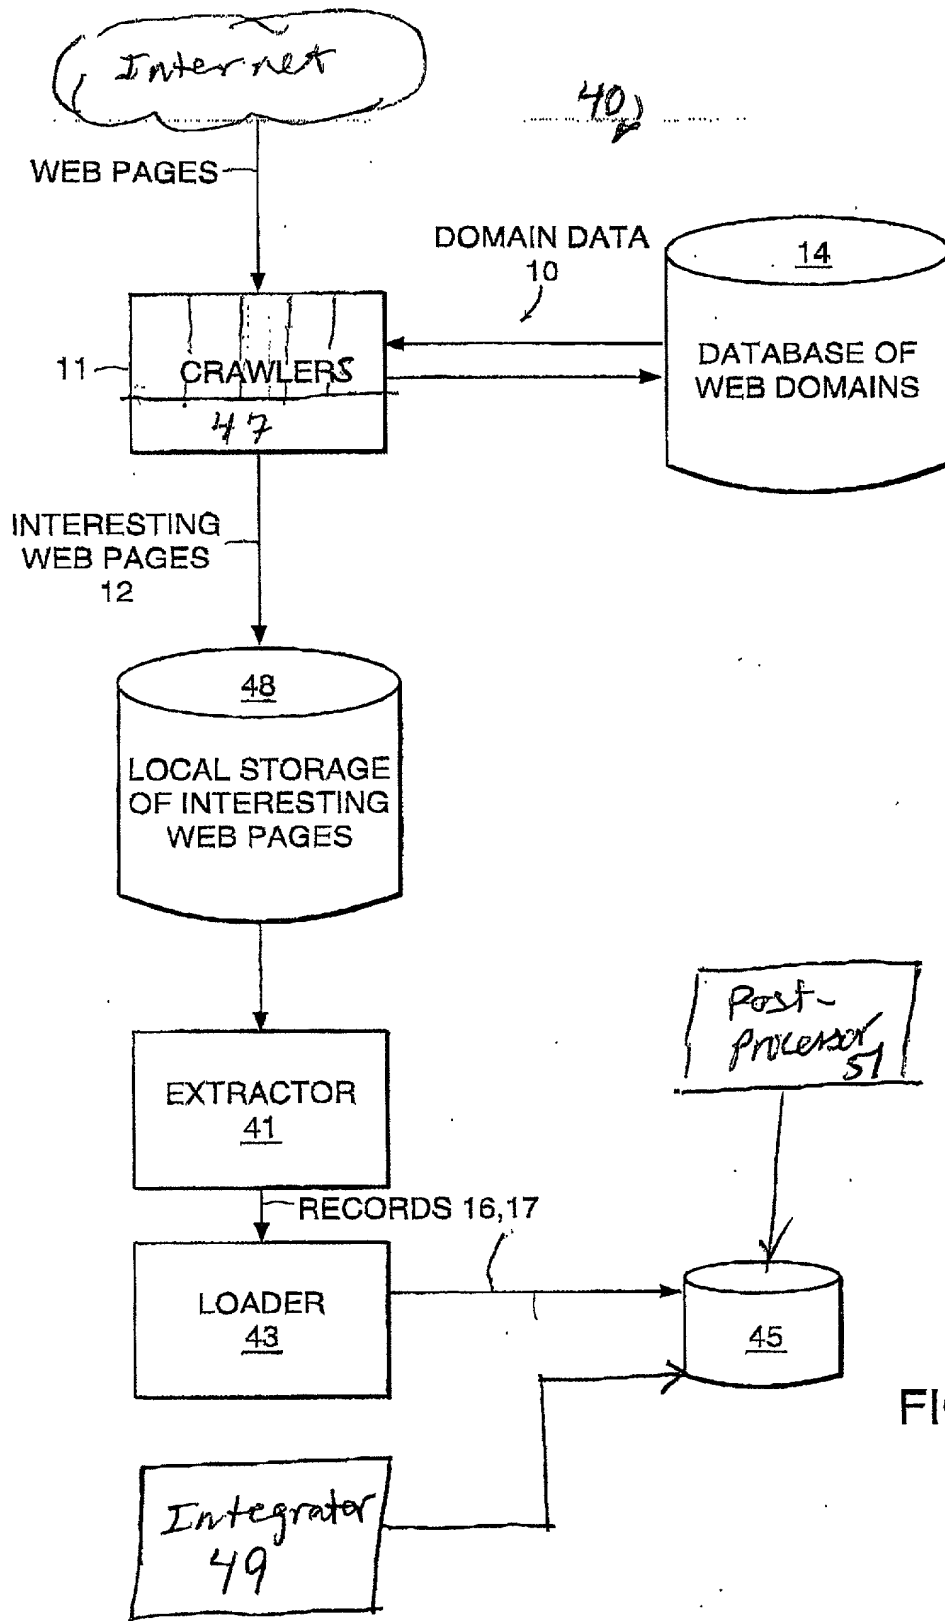 Internet
40
WEB PAGES
DOMAIN DATA
10
14
DATABASE OF
WEB DOMAINS
11
CRAWLERS
47
INTERESTING
WEB PAGES
12
48
LOCAL STORAGE
OF INTERESTING
WEB PAGES
Post-
Processor
51
EXTRACTOR
41
RECORDS 16,17
LOADER
43
45
FIG
Integrator
49